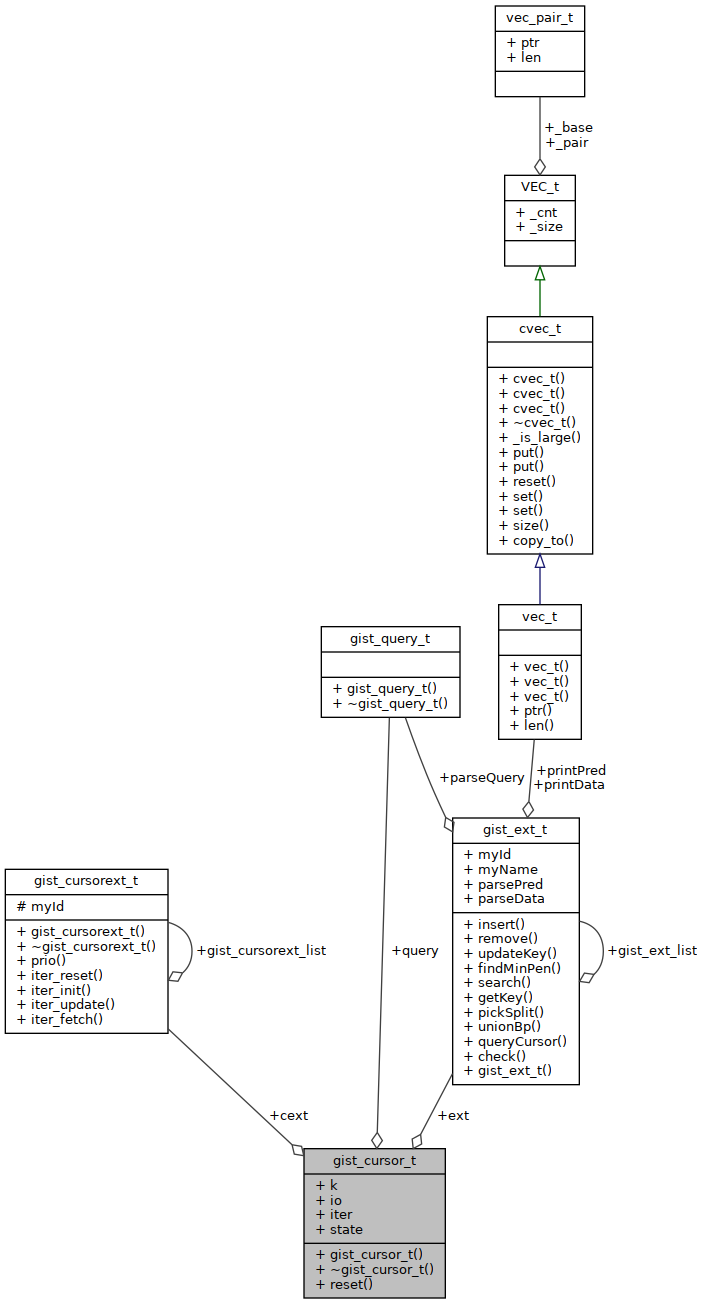 vec_pair_t
+ ptr
+ len
+_base
+_pair
VEC_t
+ _cnt
+ _size
cvec_t
+ cvec_t()
+ cvec_t()
+ cvec_t()
+ ~cvec_t()
+ _is_large()
+ put()
+ put()
+ reset()
+ set()
+ set()
+ size()
+ copy_to()
vec_t
+ vec_t()
+ vec_t()
+ vec_t()
+ ptr()
+ len()
gist_query_t
+ gist_query_t()
+ ~gist_query_t()
+printPred
+printData
+parseQuery
gist_ext_t
+ myId
+ myName
+ parsePred
+ parseData
+ insert()
+ remove()
+ updateKey()
+ findMinPen()
+ search()
+ getKey()
+ pickSplit()
+ unionBp()
+ queryCursor()
+ check()
+ gist_ext_t()
+gist_ext_list
gist_cursorext_t
# myId
+ gist_cursorext_t()
+ ~gist_cursorext_t()
+ prio()
+ iter_reset()
+ iter_init()
+ iter_update()
+ iter_fetch()
+gist_cursorext_list
+query
+cext
+ext
gist_cursor_t
+ k
+ io
+ iter
+ state
+ gist_cursor_t()
+ ~gist_cursor_t()
+ reset()